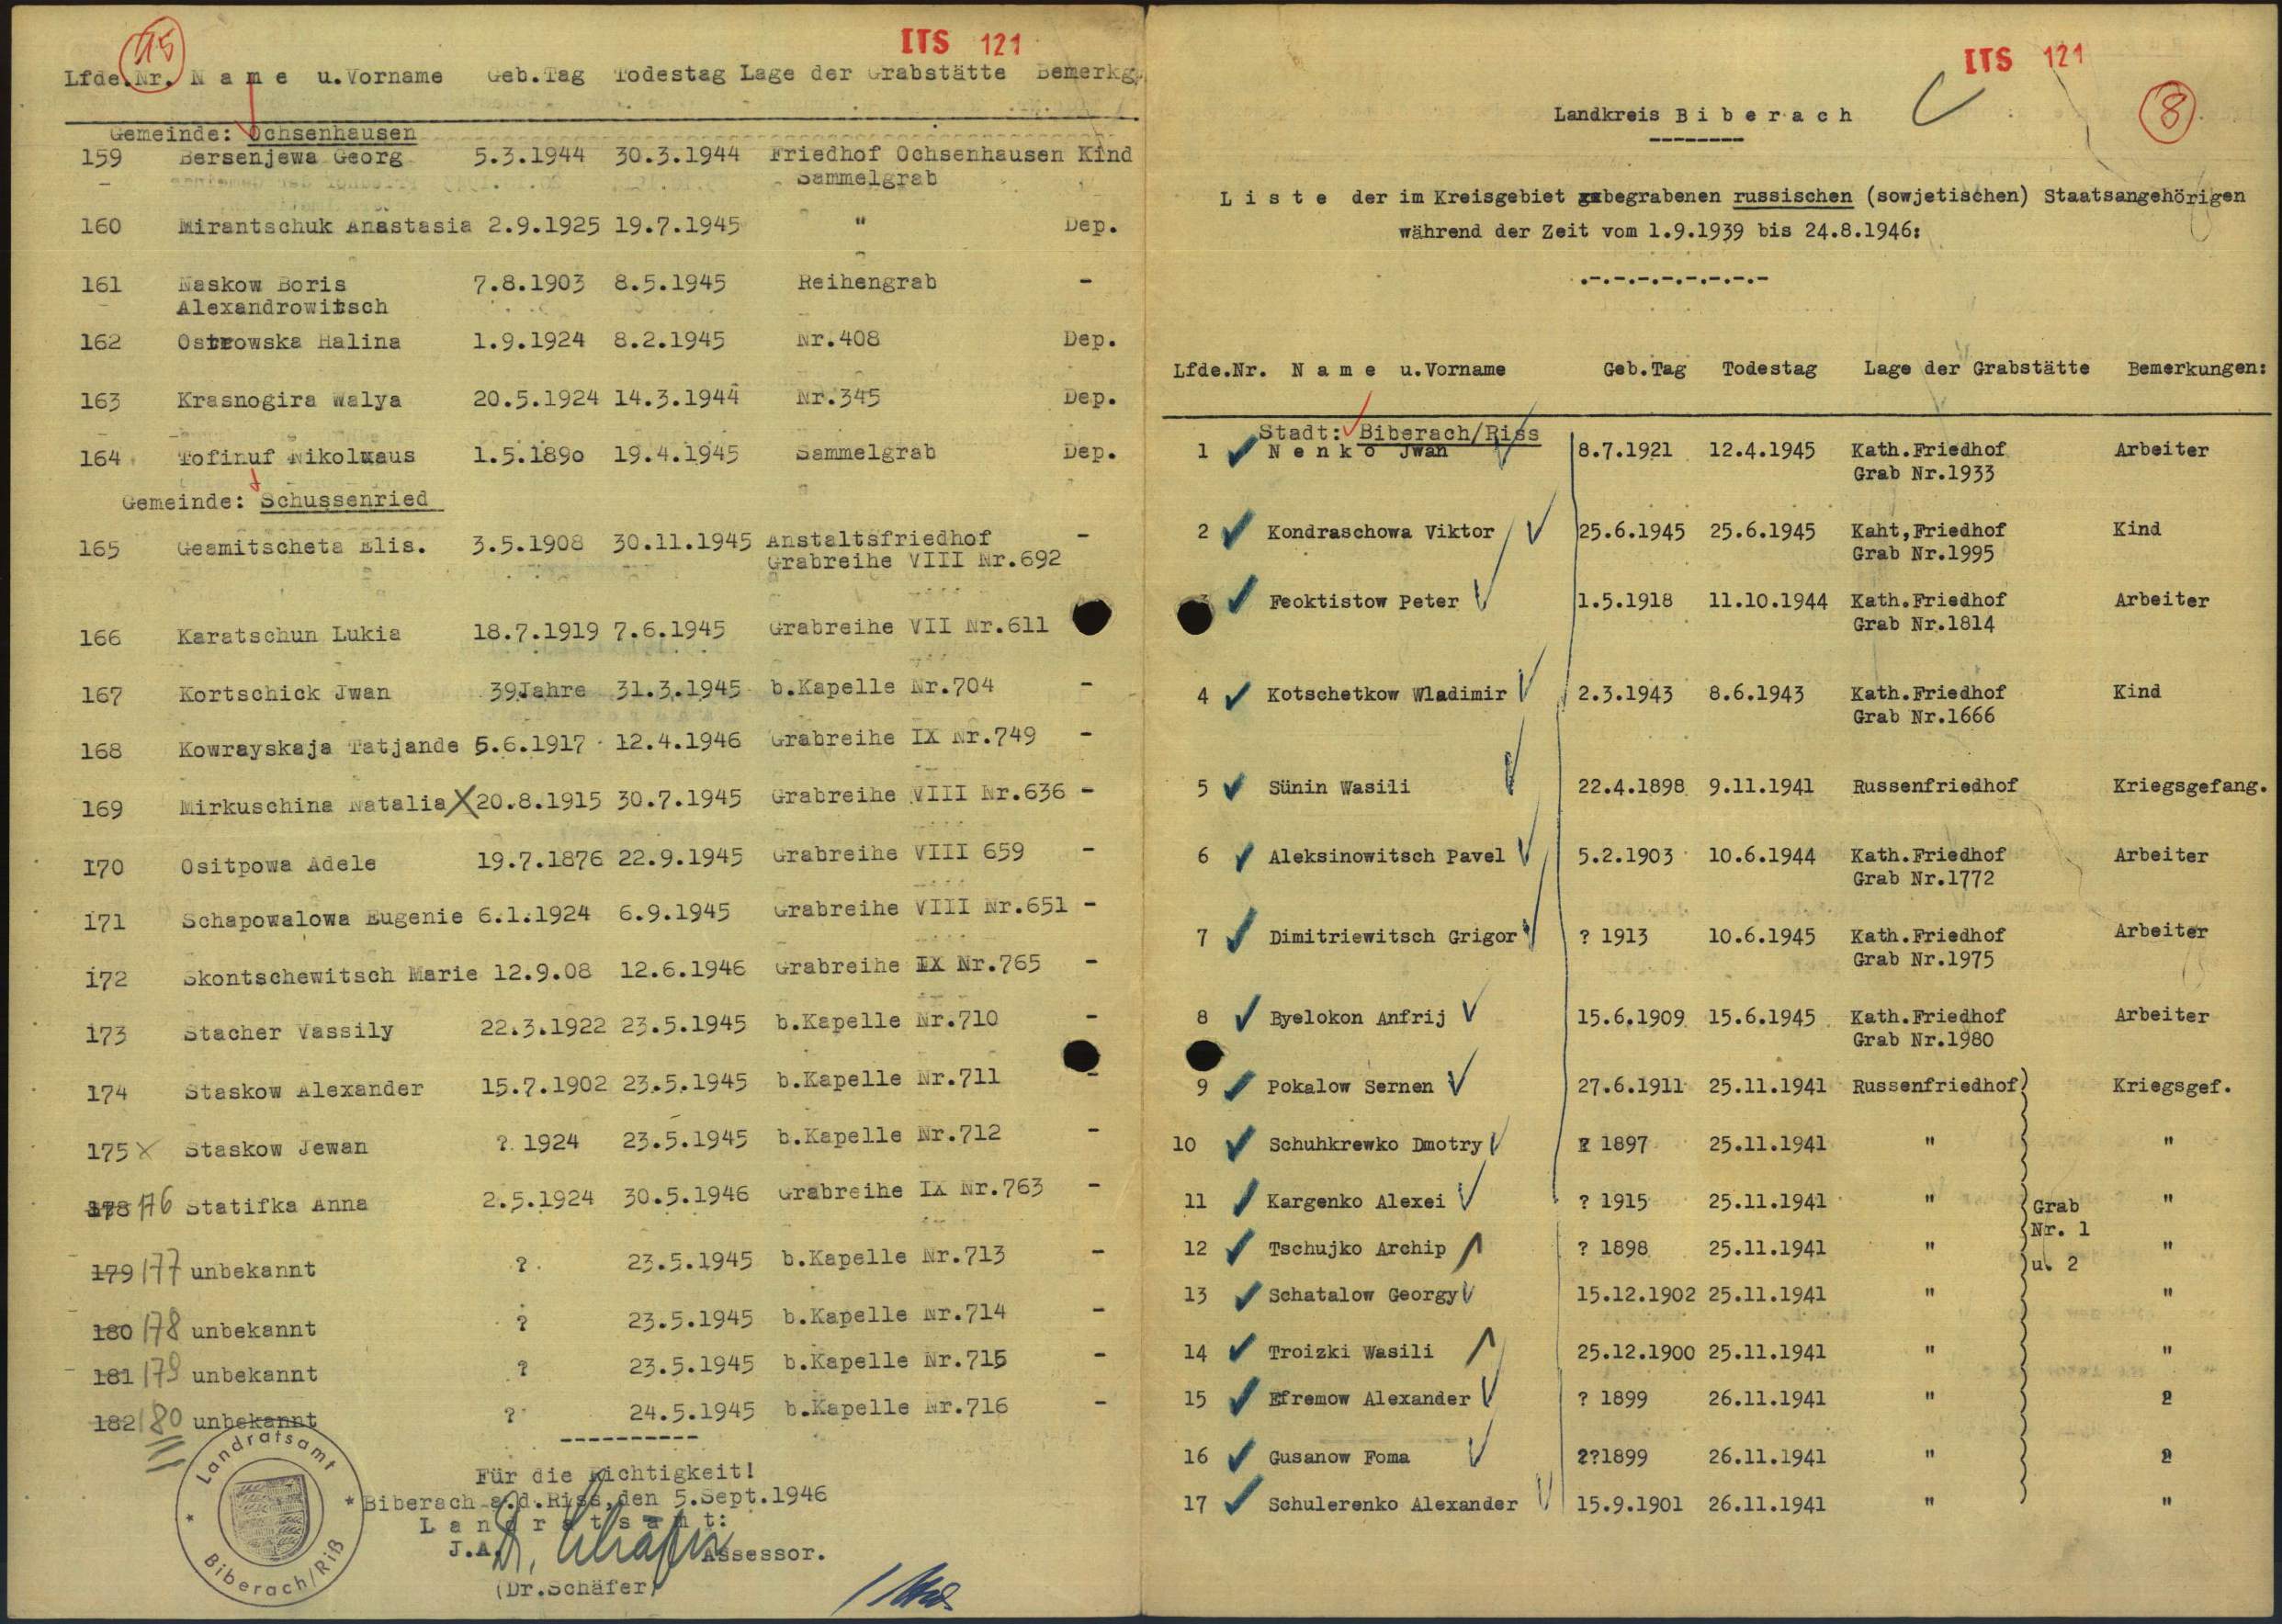 15
ITS 121
Lfde.Nr. N a m e u.Vorname Geb.Tag Todestag Lage der Grabstätte Bemerkg.
Gemeinde: Ochsenhausen
159 Bersenjewa Georg 5.3.1944 30.3.1944 Friedhof Ochsenhausen Kind
Sammelgrab
160 Mirantschuk Anastasia 2.9.1925 19.7.1945 " Dep.
161 Naskow Boris 7.8.1903 8.5.1945 Reihengrab -
Alexandrowitsch
162 Ostrowska Halina 1.9.1924 8.2.1945 Nr.408 Dep.
163 Krasnogira Walya 20.5.1924 14.3.1944 Nr.345 Dep.
164 Tofinuf Nikolaus 1.5.1890 19.4.1945 Sammelgrab Dep.
Gemeinde: Schussenried
165 Geamitscheta Elis. 3.5.1908 30.11.1945 Anstaltsfriedhof -
Grabreihe VIII Nr.692
166 Karatschun Lukia 18.7.1919 7.6.1945 Grabreihe VII Nr.611
167 Kortschick Jwan 39Jahre 31.3.1945 b.Kapelle Nr.704 -
168 Kowrayskaja Tatjande 5.6.1917 12.4.1946 Grabreihe IX Nr.749 -
169 Mirkuschina Natalia X 20.8.1915 30.7.1945 Grabreihe VIII Nr.636 -
170 Ositpowa Adele 19.7.1876 22.9.1945 Grabreihe VIII 659 -
171 Schapowalowa Eugenie 6.1.1924 6.9.1945 Grabreihe VIII Nr.651 -
172 Skontschewitsch Marie 12.9.08 12.6.1946 Grabreihe IX Nr.765 -
173 Stacher Vassily 22.3.1922 23.5.1945 b.Kapelle Nr.710 -
174 Staskow Alexander 15.7.1902 23.5.1945 b.Kapelle Nr.711 -
175 x Staskow Jewan ? 1924 23.5.1945 b.Kapelle Nr.712 -
178 176 Statifka Anna 2.5.1924 30.5.1946 Grabreihe IX Nr.763 -
179 177 unbekannt ? 23.5.1945 b.Kapelle Nr.713 -
180 178 unbekannt ? 23.5.1945 b.Kapelle Nr.714 -
181 179 unbekannt ? 23.5.1945 b.Kapelle Nr.715 -
182 180 unbekannt ? 24.5.1945 b.Kapelle Nr.716 -
Landratsamt
Biberach/Riß
Für die Richtigkeit!
Biberach a.d.Riss,den 5.Sept.1946
L a n d r a t s a m t:
J.A. Dr. Schäfer Assessor.
(Dr.Schäfer)
ITS 121
8
Landkreis B i b e r a c h
L i s t e der im Kreisgebiet begrabenen russischen (sowjetischen) Staatsangehörigen
während der Zeit vom 1.9.1939 bis 24.8.1946:
Lfde.Nr. N a m e u.Vorname Geb.Tag Todestag Lage der Grabstätte Bemerkungen:
Stadt: Biberach/Riss
1 N e n k o Jwan 8.7.1921 12.4.1945 Kath.Friedhof Arbeiter
Grab Nr.1933
2 Kondraschowa Viktor 25.6.1945 25.6.1945 Kaht,Friedhof Kind
Grab Nr.1995
3 Feoktistow Peter 1.5.1918 11.10.1944 Kath.Friedhof Arbeiter
Grab Nr.1814
4 Kotschetkow Wladimir 2.3.1943 8.6.1943 Kath.Friedhof Kind
Grab Nr.1666
5 Sünin Wasili 22.4.1898 9.11.1941 Russenfriedhof Kriegsgefang.
6 Aleksinowitsch Pavel 5.2.1903 10.6.1944 Kath.Friedhof Arbeiter
Grab Nr.1772
7 Dimitriewitsch Grigor ? 1913 10.6.1945 Kath.Friedhof Arbeiter
Grab Nr.1975
8 Byelokon Anfrij 15.6.1909 15.6.1945 Kath.Friedhof Arbeiter
Grab Nr.1980
9 Pokalow Sernen 27.6.1911 25.11.1941 Russenfriedhof Kriegsgef.
10 Schuhkrewko Dmotry ? 1897 25.11.1941 " "
11 Kargenko Alexei ? 1915 25.11.1941 " Grab "
Nr. 1
12 Tschujko Archip ? 1898 25.11.1941 " "
u. 2
13 Schatalow Georgy 15.12.1902 25.11.1941 " "
14 Troizki Wasili 25.12.1900 25.11.1941 " "
15 Efremow Alexander ? 1899 26.11.1941 " "
16 Gusanow Foma ??1899 26.11.1941 " "
17 Schulerenko Alexander 15.9.1901 26.11.1941 " "